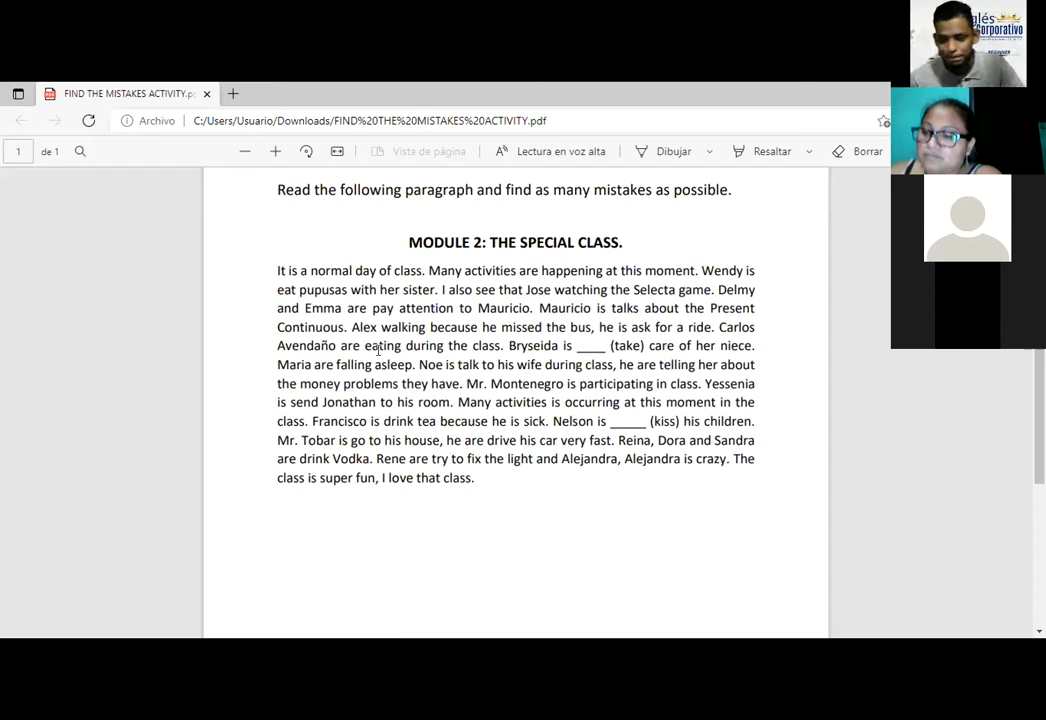 glés
Corporativo
BEGINNER
FIND THE MISTAKES ACTIVITY.p
Archivo
C:/Users/Usuario/Downloads/FIND%20THE%20MISTAKES%20ACTIVITY.pdf
1 de 1
Vista de página
Lectura en voz alta
Dibujar
Resaltar
Borrar
Read the following paragraph and find as many mistakes as possible.
MODULE 2: THE SPECIAL CLASS.
It is a normal day of class. Many activities are happening at this moment. Wendy is
eat pupusas with her sister. I also see that Jose watching the Selecta game. Delmy
and Emma are pay attention to Mauricio. Mauricio is talks about the Present
Continuous. Alex walking because he missed the bus, he is ask for a ride. Carlos
Avendaño are eating during the class. Bryseida is ____ (take) care of her niece.
Maria are falling asleep. Noe is talk to his wife during class, he are telling her about
the money problems they have. Mr. Montenegro is participating in class. Yessenia
is send Jonathan to his room. Many activities is occurring at this moment in the
class. Francisco is drink tea because he is sick. Nelson is _____ (kiss) his children.
Mr. Tobar is go to his house, he are drive his car very fast. Reina, Dora and Sandra
are drink Vodka. Rene are try to fix the light and Alejandra, Alejandra is crazy. The
class is super fun, I love that class.